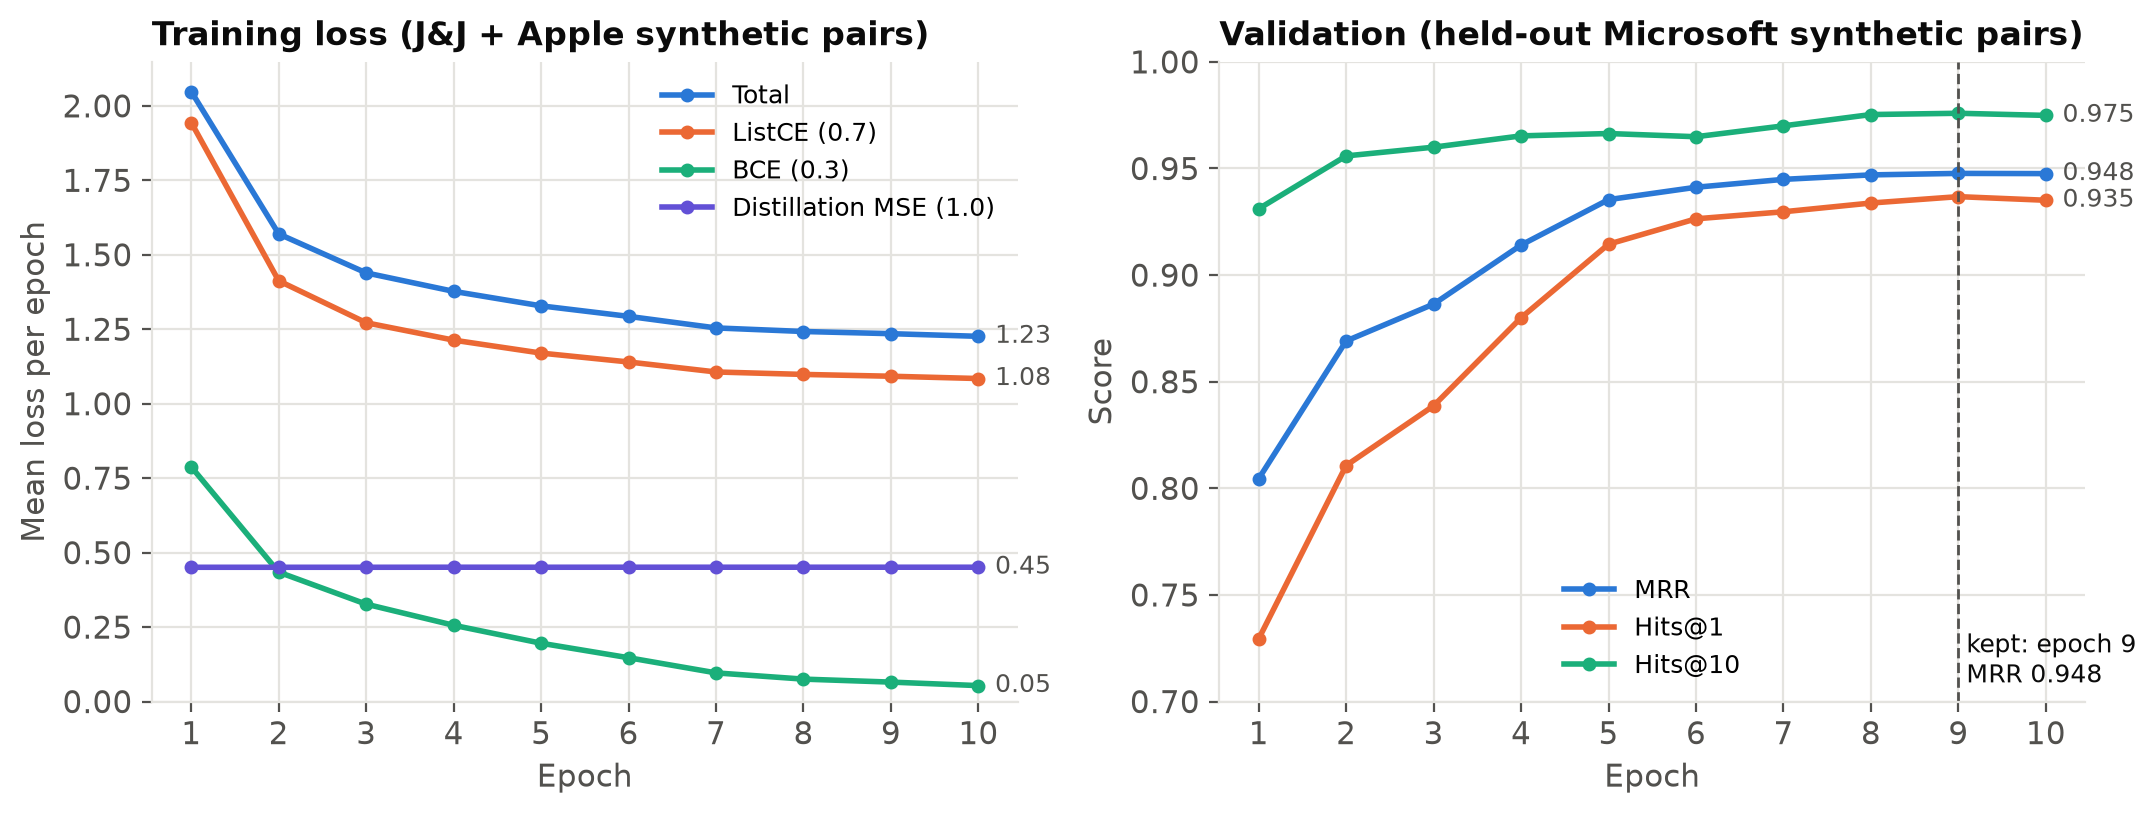 Training loss (J&J + Apple synthetic pairs)
Mean loss per epoch
2.00
1.75
1.50
1.25
1.00
0.75
0.50
0.25
0.00
Total
ListCE (0.7)
BCE (0.3)
Distillation MSE (1.0)
1.23
1.08
0.45
0.05
1 2 3 4 5 6 7 8 9 10
Epoch
Validation (held-out Microsoft synthetic pairs)
Score
1.00
0.95
0.90
0.85
0.80
0.75
0.70
0.975
0.948
0.935
MRR
Hits@1
Hits@10
kept: epoch 9
MRR 0.948
1 2 3 4 5 6 7 8 9 10
Epoch